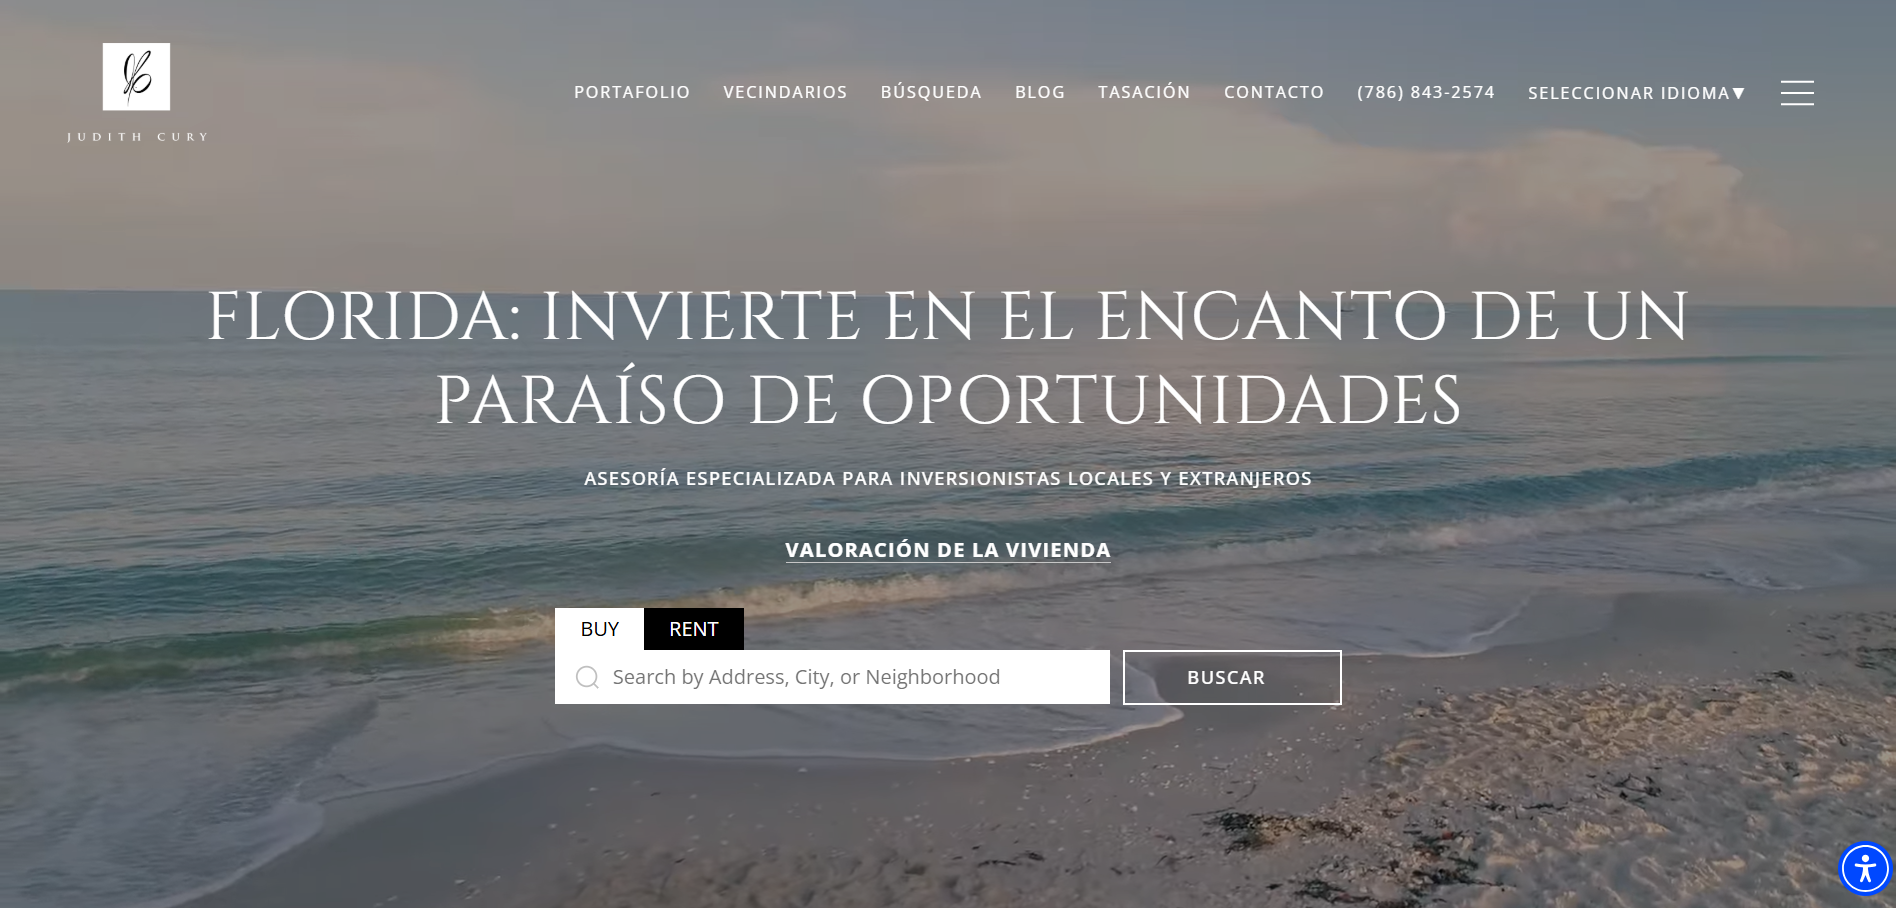 JUDITH CURY
PORTAFOLIO VECINDARIOS BÚSQUEDA BLOG TASACIÓN CONTACTO (786) 843-2574 SELECCIONAR IDIOMA▼
FLORIDA: INVIERTE EN EL ENCANTO DE UN
PARAÍSO DE OPORTUNIDADES
ASESORÍA ESPECIALIZADA PARA INVERSIONISTAS LOCALES Y EXTRANJEROS
VALORACIÓN DE LA VIVIENDA
BUY RENT
Search by Address, City, or Neighborhood BUSCAR